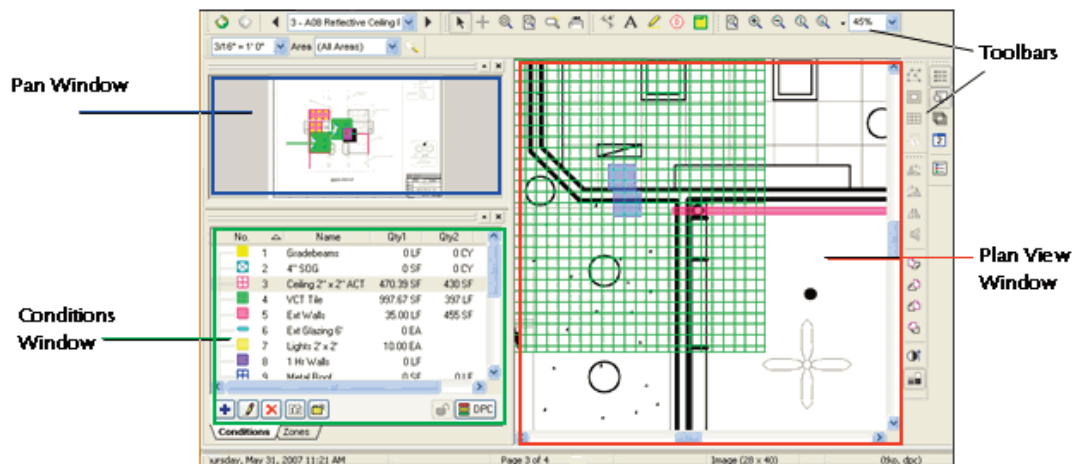 3 - A08 Reflective Ceiling F
45%
3/16" = 1' 0" Area (All Areas)
Toolbars
Pan Window
No. Name Qty1 Qty2
1 Gradebeams 0 LF 0 CY
2 4" SOG 0 SF 0 CY
3 Ceiling 2" x 2" ACT 470.39 SF 430 SF
4 VCT Tile 997.67 SF 397 LF
5 Ext Walls 35.00 LF 455 SF
6 Ext Glazing 6' 0 EA
7 Lights 2' x 2' 10.00 EA
8 1 Hr Walls 0 LF
9 Metal Roof 0 SF 0 LF
Conditions
Window
Plan View
Window
DPC
Conditions Zones
ursday, May 31, 2007 11:21 AM Page 3 of 4 Image (28 x 40) (tko, dpc)